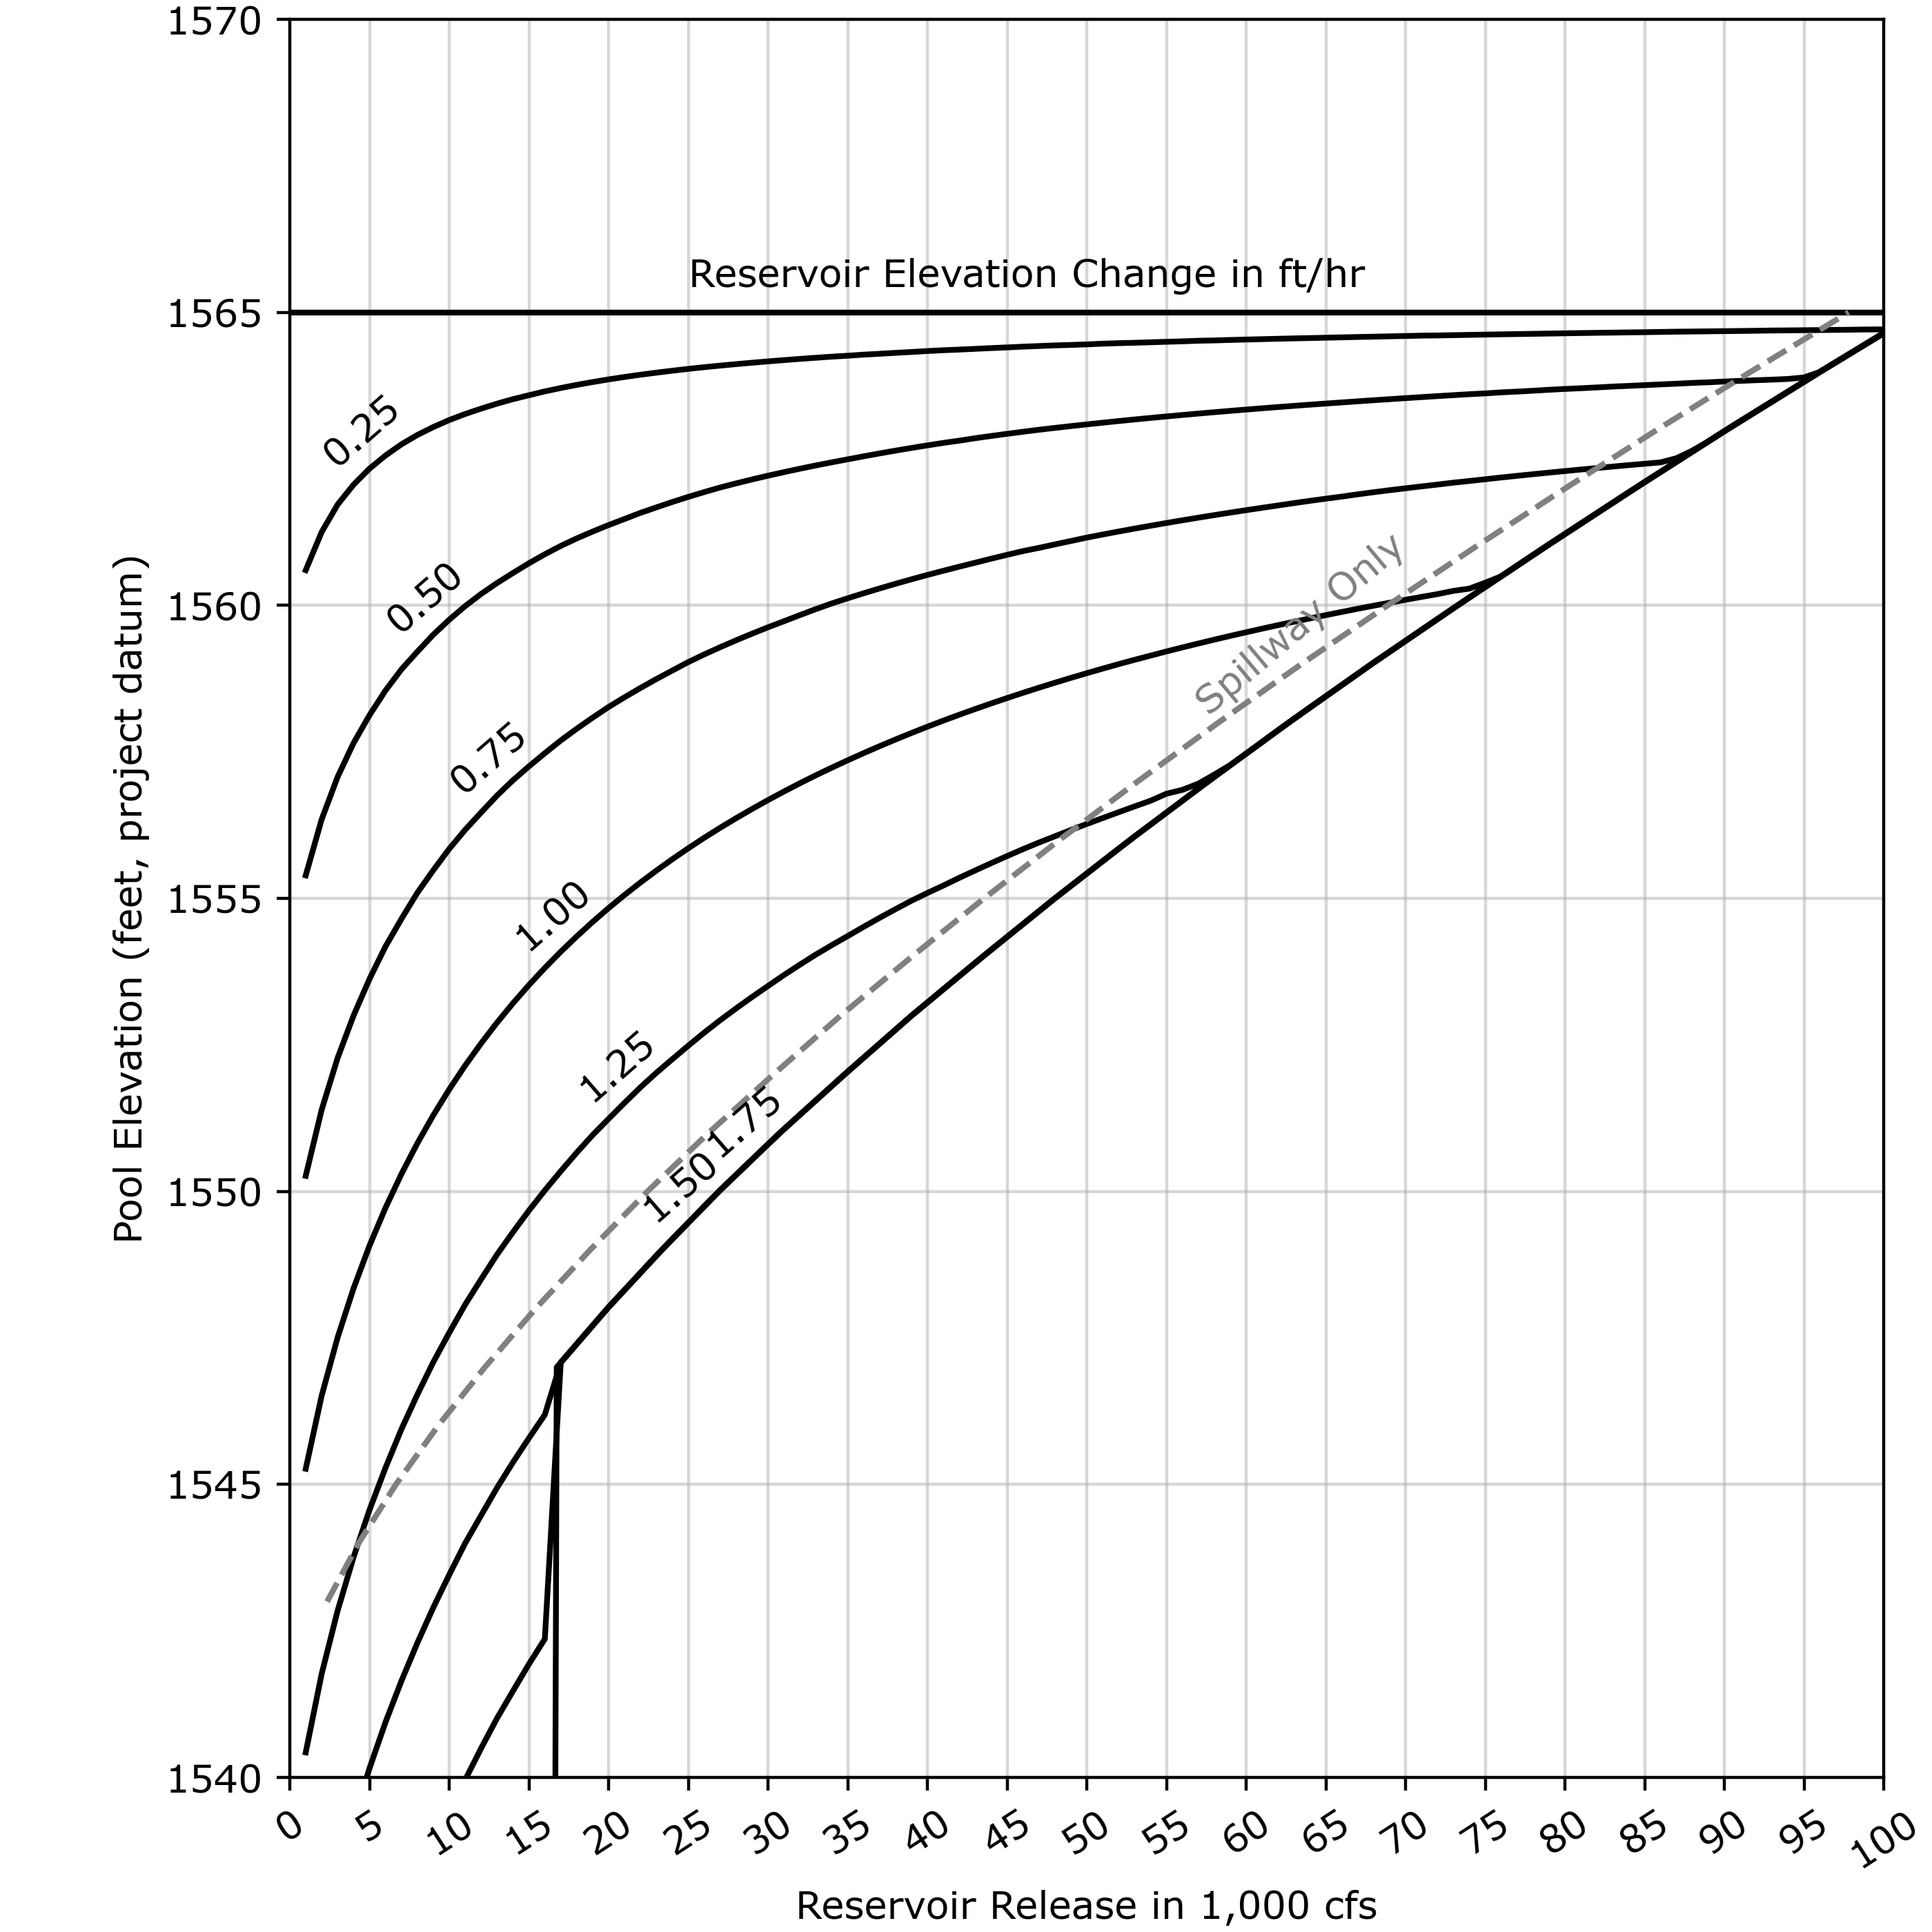 1570
Reservoir Elevation Change in ft/hr
1565
0.25
0.50
1560
Spillway Only
0.75
1.00
1555
Pool Elevation (feet, project datum)
1.25
1.75
1.50
1550
1545
1540
0 5 10 15 20 25 30 35 40 45 50 55 60 65 70 75 80 85 90 95 100
Reservoir Release in 1,000 cfs